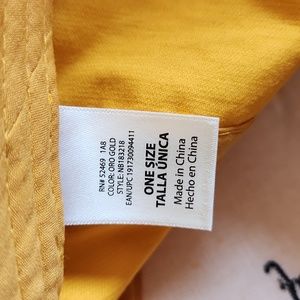 RN# 52469 1A8
COLOR: ORO GOLD
STYLE: NB183218
EAN/UPC 191730094411
ONE SIZE
TALLA ÚNICA
Made in China
Hecho en China